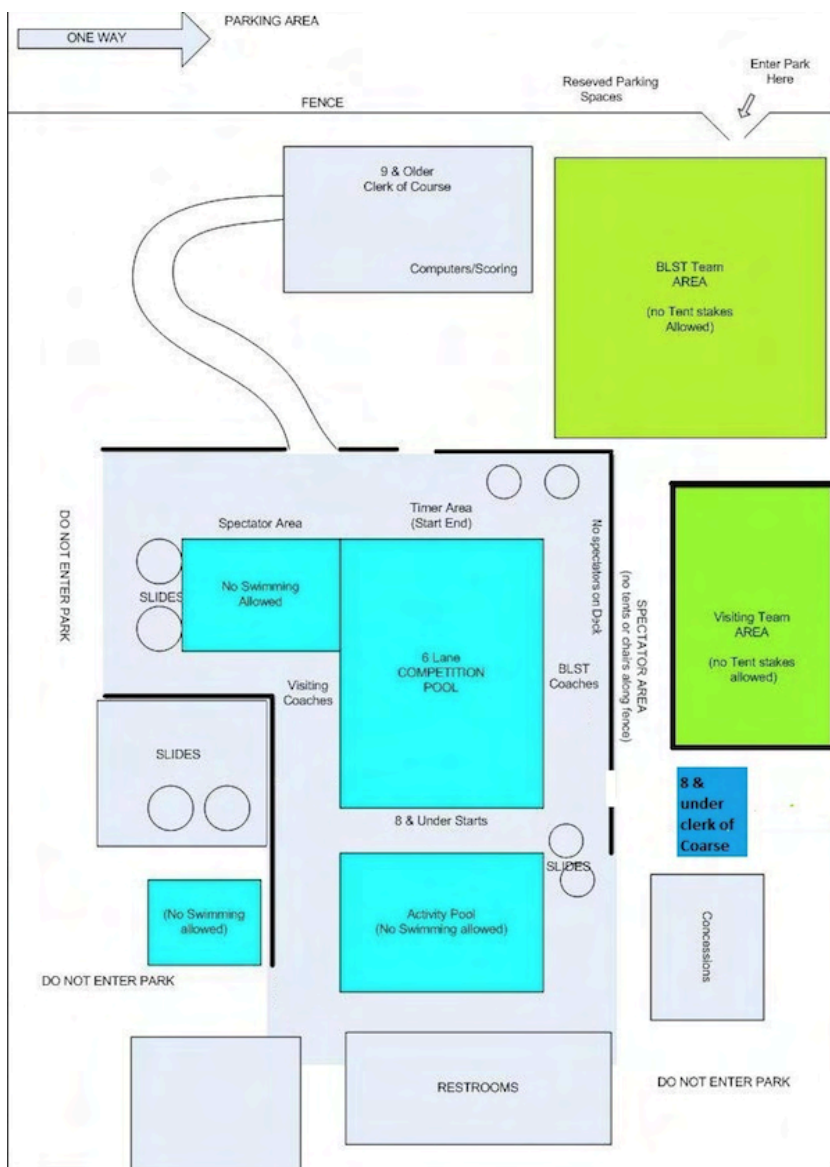 PARKING AREA
ONE WAY
Enter Park
Here
Reseved Parking
Spaces
FENCE
9 & Older
Clerk of Course
Computers/Scoring
BLST Team
AREA
(no Tent stakes
Allowed)
DO NOT ENTER PARK
Spectator Area
Timer Area
(Start End)
No spectators on Deck
SPECTATOR AREA
(no tents or chairs along fence)
No Swimming
Allowed
SLIDES
Visiting Team
AREA
(no Tent stakes
allowed)
6 Lane
COMPETITION
POOL
Visiting
Coaches
BLST
Coaches
SLIDES
8 &
under
clerk of
Coarse
8 & Under Starts
SLIDES
(No Swimming
allowed)
Activity Pool
(No Swimming allowed)
Concessions
DO NOT ENTER PARK
RESTROOMS
DO NOT ENTER PARK